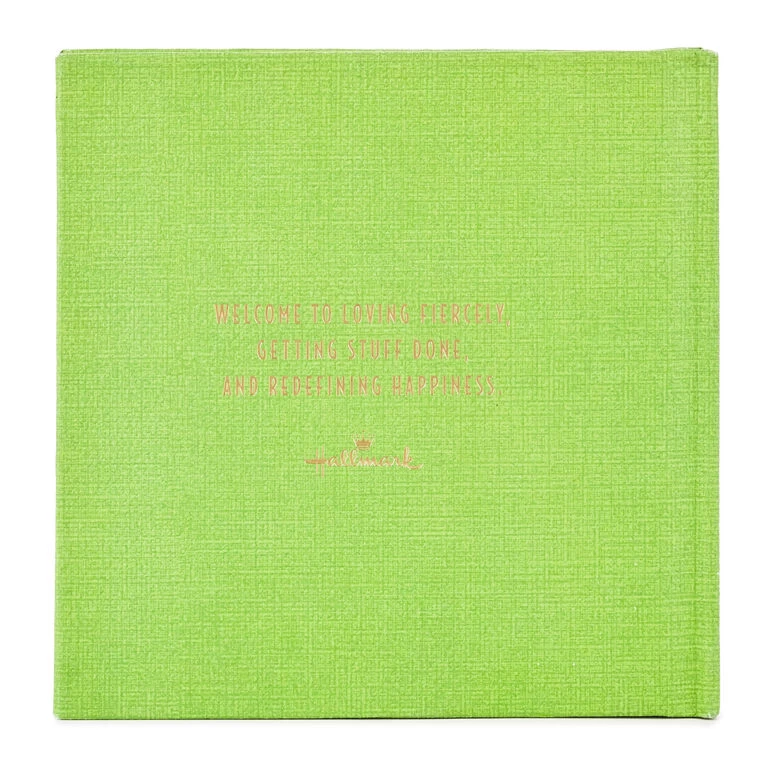 WELCOME TO LOVING FIERCELY,
GETTING STUFF DONE,
AND REDEFINING HAPPINESS.
Hallmark